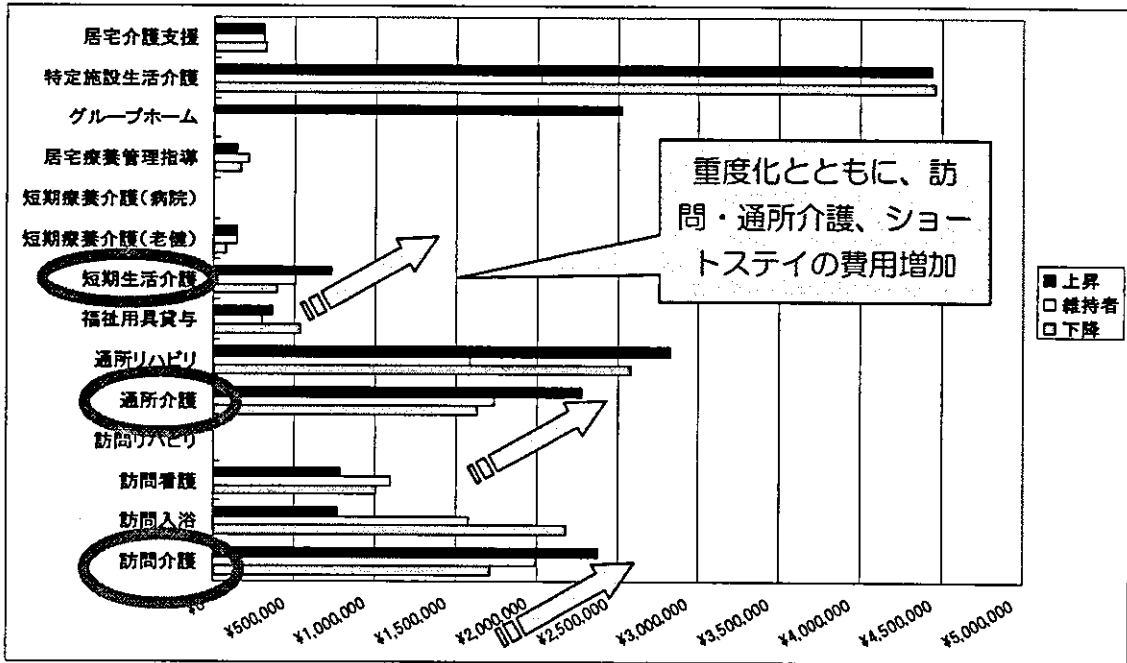 居宅介護支援
特定施設生活介護
グループホーム
居宅療養管理指導
短期療養介護(病院)
短期療養介護(老健)
短期生活介護
福祉用具貸与
通所リハビリ
通所介護
訪問リハビリ
訪問看護
訪問入浴
訪問介護
重度化とともに、訪
問・通所介護、ショー
トステイの費用増加
■上昇
□維持者
□下降
¥0
¥500,000
¥1,000,000
¥1,500,000
¥2,000,000
¥2,500,000
¥3,000,000
¥3,500,000
¥4,000,000
¥4,500,000
¥5,000,000